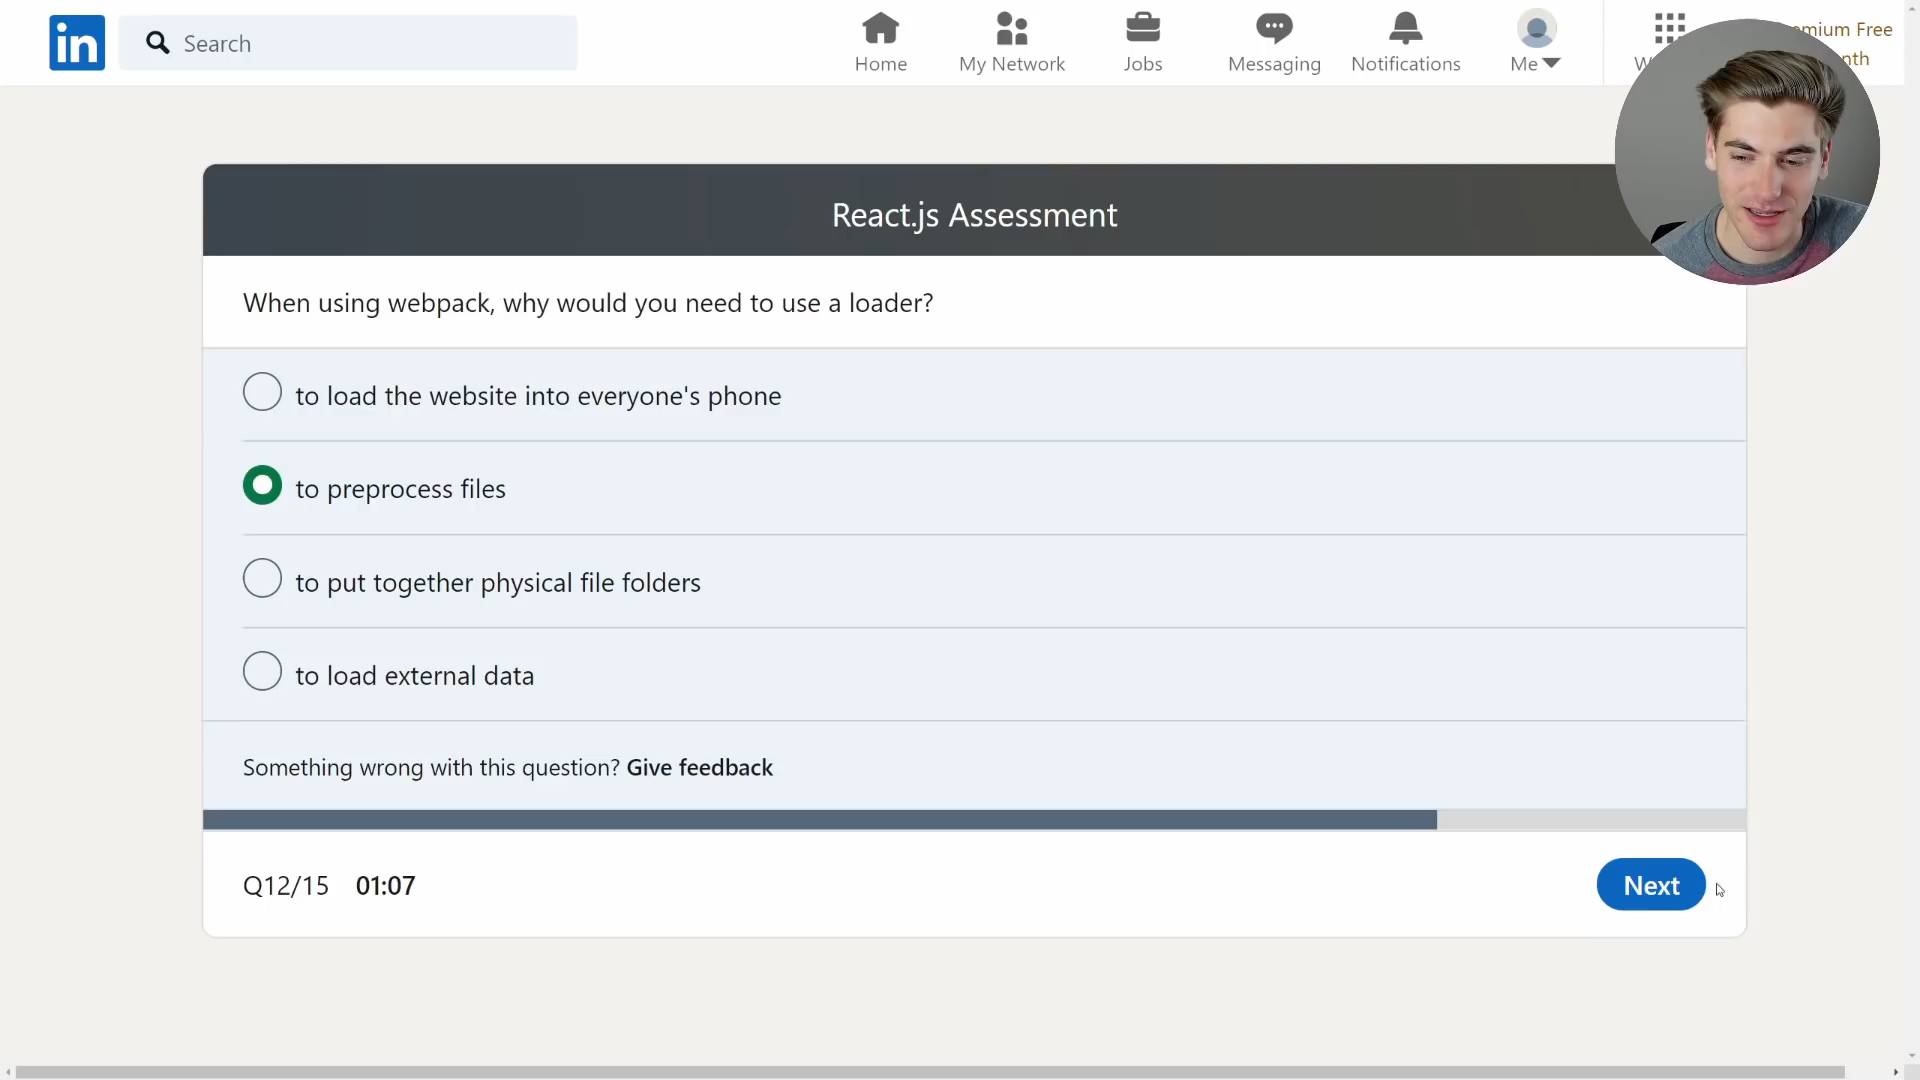 in
Search
Home
My Network
Jobs
Messaging
Notifications
Me
Free
React.js Assessment
When using webpack, why would you need to use a loader?
to load the website into everyone's phone
to preprocess files
to put together physical file folders
to load external data
Something wrong with this question? Give feedback
Q12/15 01:07
Next